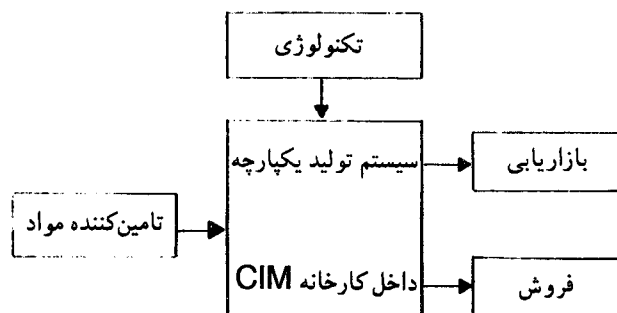 تکنولوژی
سیستم تولید یکپارچه
بازاریابی
تامین‌کننده مواد
داخل کارخانه CIM
فروش